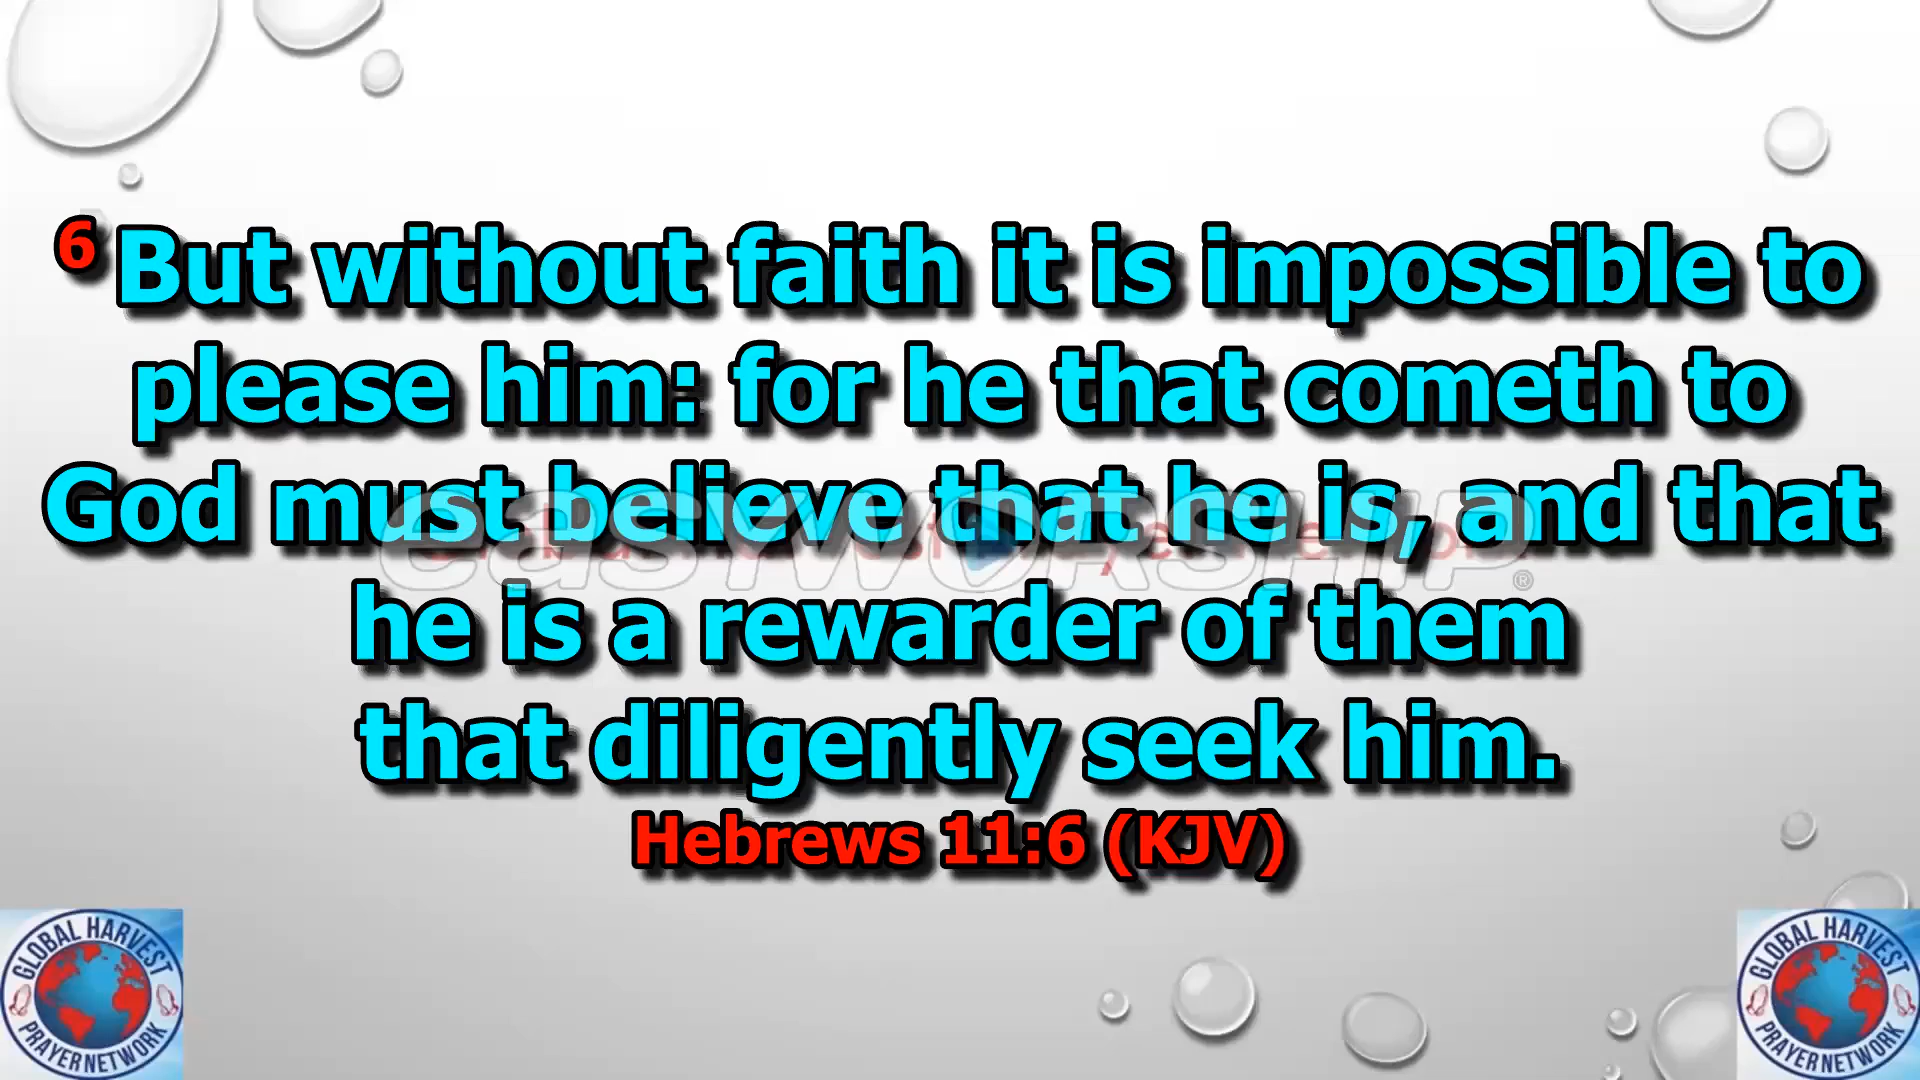 6 But without faith it is impossible to
please him: for he that cometh to
God must believe that he is, and that
he is a rewarder of them
that diligently seek him.
Hebrews 11:6 (KJV)
easyworship®
GLOBAL HARVEST
PRAYERNETWORK
GLOBAL HARVEST
PRAYERNETWORK